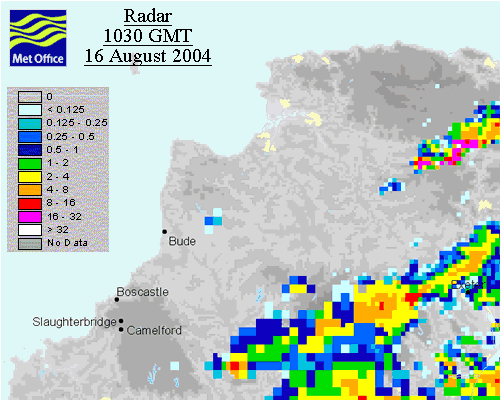 Radar
1030 GMT
16 August 2004
Met Office
0
< 0.125
0.125 - 0.25
0.25 - 0.5
0.5 - 1
1 - 2
2 - 4
4 - 8
8 - 16
16 - 32
> 32
No Data
Bude
Exeter
Boscastle
Slaughterbridge
Camelford